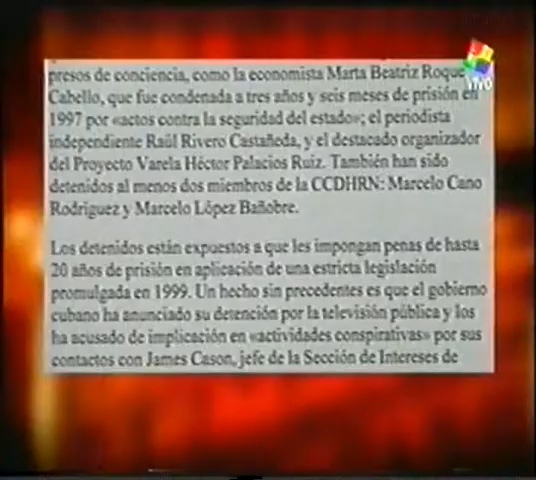 presos de conciencia, como la economista Marta Beatriz Roque
Cabello, que fue condenada a tres años y seis meses de prisión en
1997 por «actos contra la seguridad del estado»; el periodista
independiente Raúl Rivero Castañeda, y el destacado organizador
del Proyecto Varela Héctor Palacios Ruiz. También han sido
detenidos al menos dos miembros de la CCDHRN: Marcelo Cano
Rodríguez y Marcelo López Bañobre.
Los detenidos están expuestos a que les impongan penas de hasta
20 años de prisión en aplicación de una estricta legislación
promulgada en 1999. Un hecho sin precedentes es que el gobierno
cubano ha anunciado su detención por la televisión pública y los
ha acusado de implicación en «actividades conspirativas» por sus
contactos con James Cason, jefe de la Sección de Intereses de
VIVO